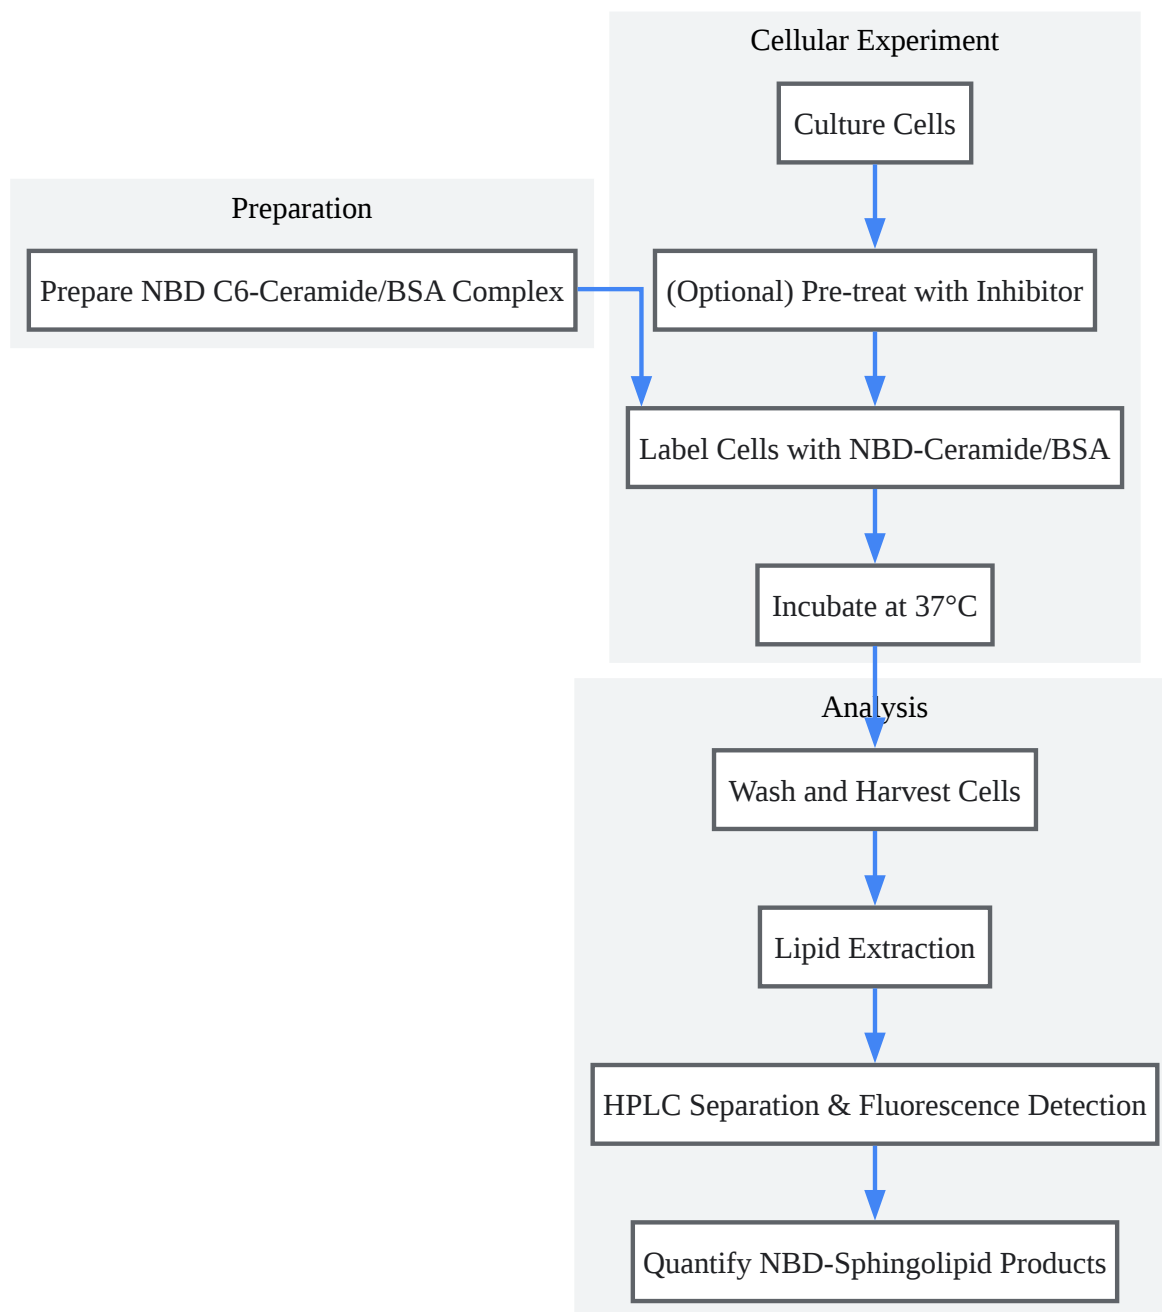 Cellular Experiment
Culture Cells
Preparation
Prepare NBD C6-Ceramide/BSA Complex
(Optional) Pre-treat with Inhibitor
Label Cells with NBD-Ceramide/BSA
Incubate at 37°C
Analysis
Wash and Harvest Cells
Lipid Extraction
HPLC Separation & Fluorescence Detection
Quantify NBD-Sphingolipid Products